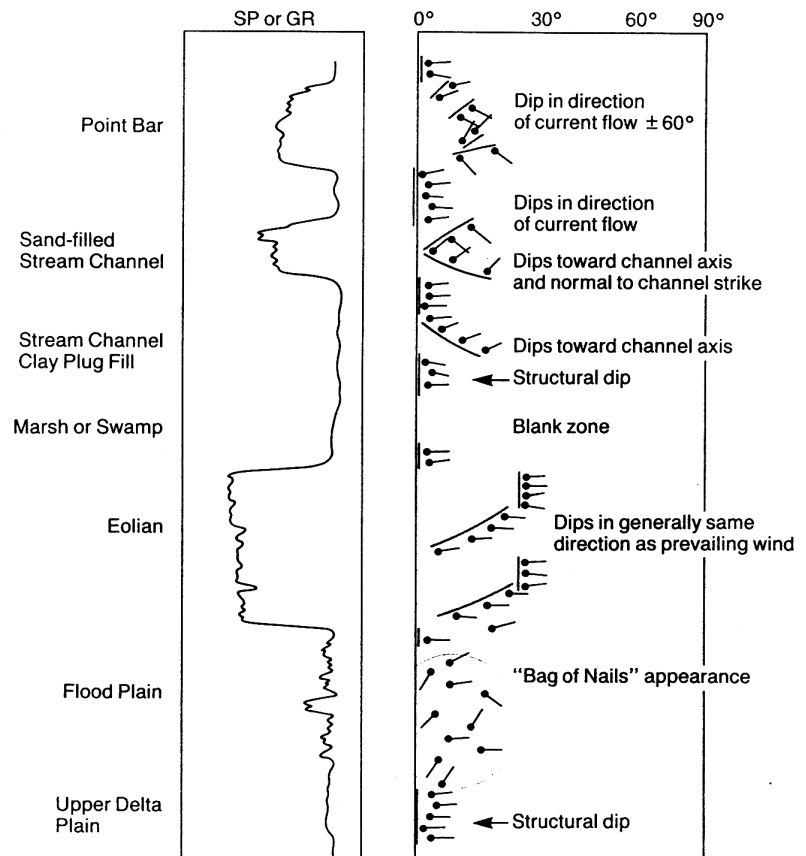 SP or GR
0° 30° 60° 90°
Point Bar
Dip in direction
of current flow ±60°
Dips in direction
of current flow
Sand-filled
Stream Channel
Dips toward channel axis
and normal to channel strike
Stream Channel
Clay Plug Fill
Dips toward channel axis
Structural dip
Marsh or Swamp
Blank zone
Eolian
Dips in generally same
direction as prevailing wind
Flood Plain
"Bag of Nails" appearance
Upper Delta
Plain
Structural dip